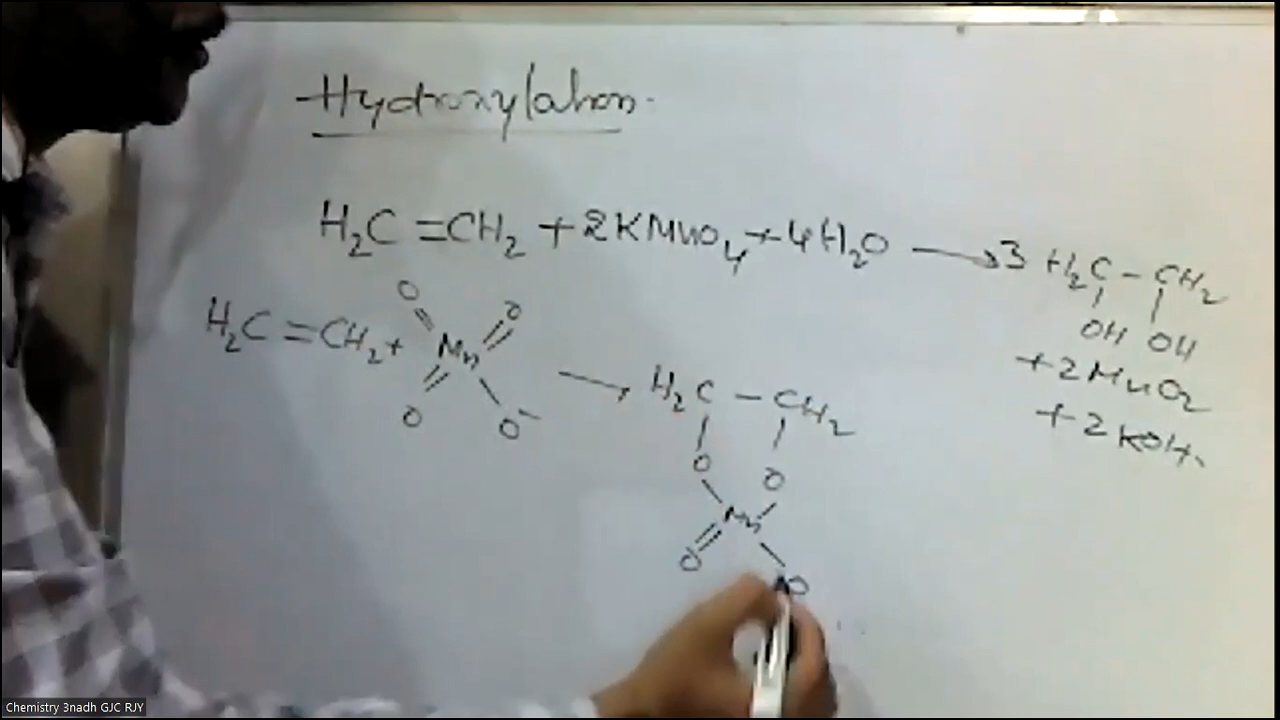 Hydroxylation.
H₂C=CH₂ + 2KMnO₄ + 4H₂O → 3 H₂C-CH₂
OH OH
+2MnO₂
+2KOH.
H₂C=CH₂ +
O O
Mn
O O⁻
→ H₂C-CH₂
O O
Mn
O O
Chemistry 3nadh GJC RJY